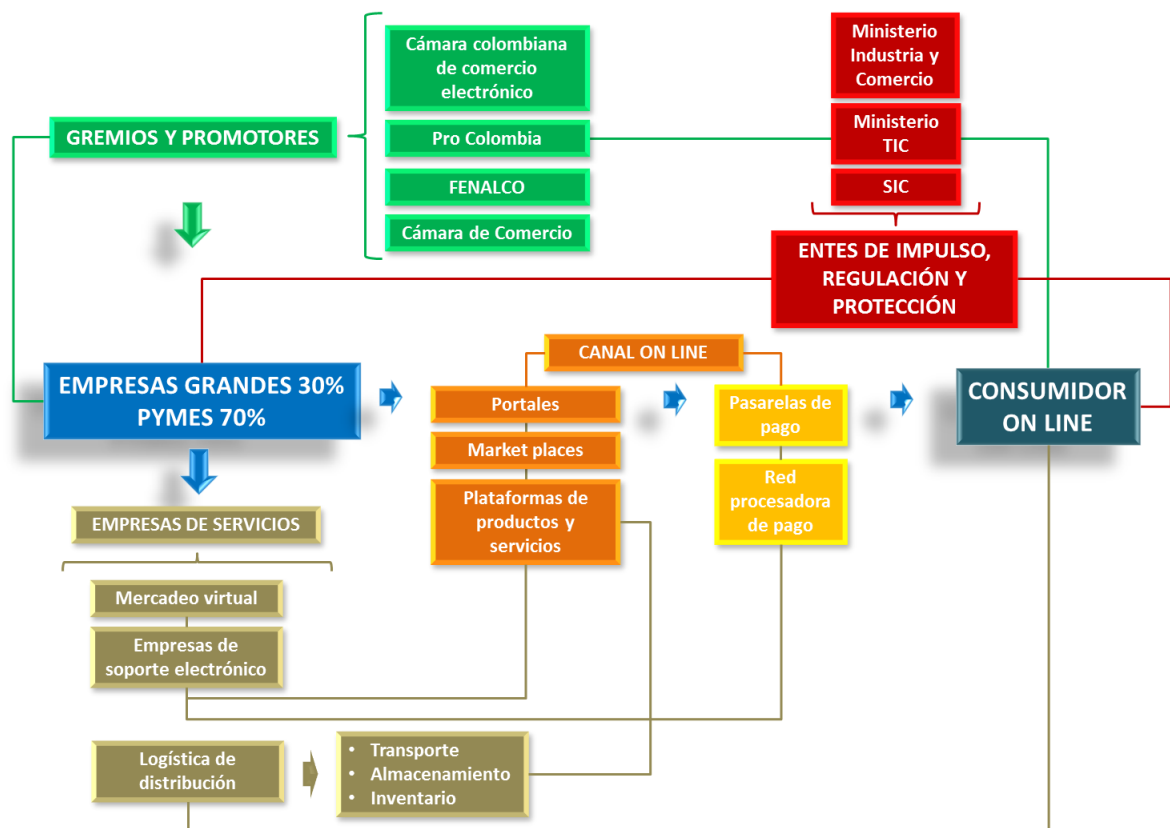 Cámara colombiana
de comercio
electrónico
Ministerio
Industria y
Comercio
GREMIOS Y PROMOTORES
Pro Colombia
Ministerio
TIC
FENALCO
SIC
Cámara de Comercio
ENTES DE IMPULSO,
REGULACIÓN Y
PROTECCIÓN
CANAL ON LINE
EMPRESAS GRANDES 30%
PYMES 70%
Portales
Market places
Plataformas de
productos y
servicios
Pasarelas de
pago
Red
procesadora
de pago
CONSUMIDOR
ON LINE
EMPRESAS DE SERVICIOS
Mercadeo virtual
Empresas de
soporte electrónico
Logística de
distribución
• Transporte
• Almacenamiento
• Inventario